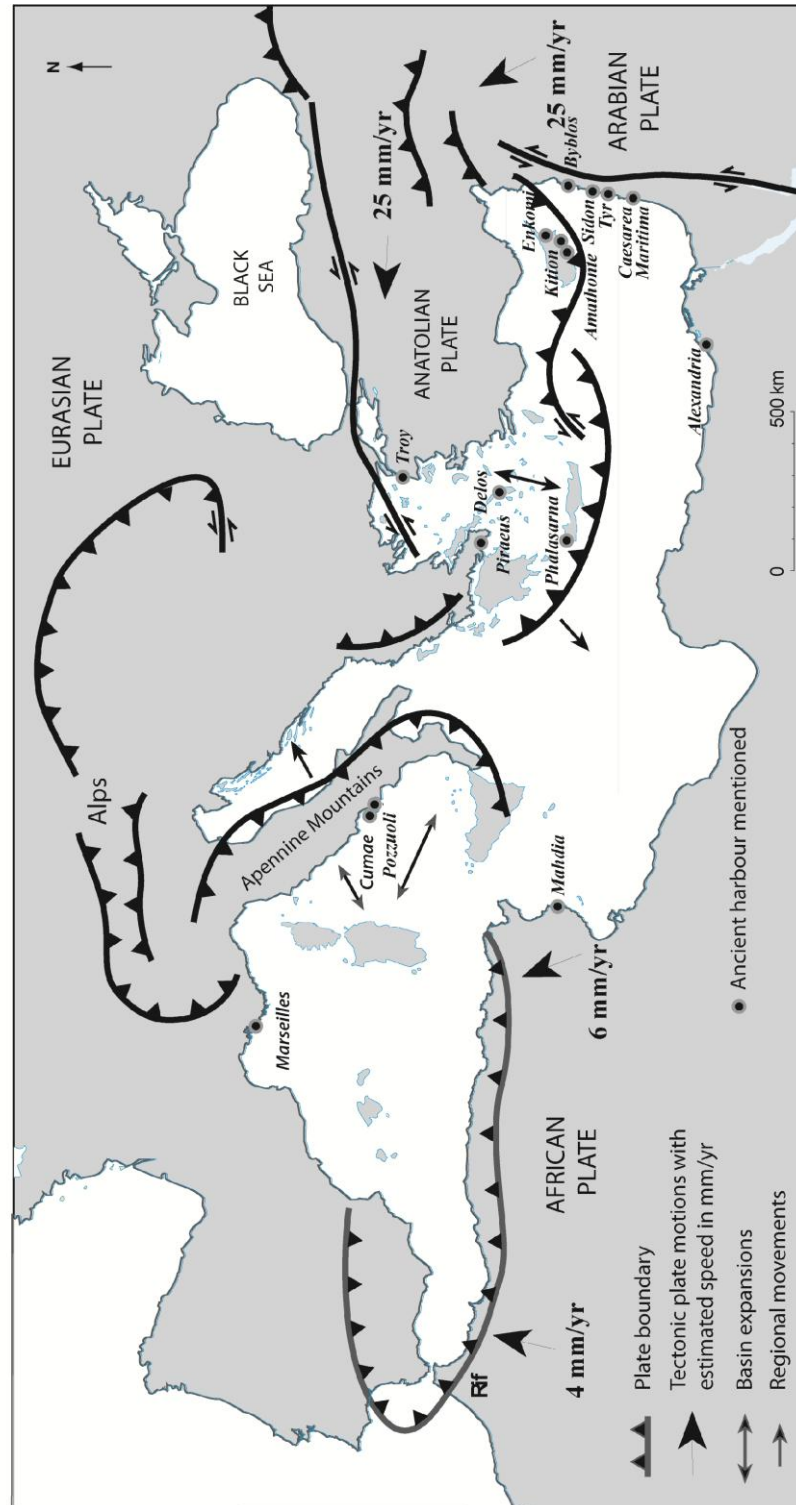 N
EURASIAN
PLATE
BLACK
SEA
Alps
25 mm/yr
ANATOLIAN
PLATE
Apennine Mountains
Marseilles
Cumae
Pozzuoli
Troy
Delos
Piraeus
Phalasarna
Enkomi
Kition
Amathonte
25 mm/yr
Byblos
Sidon
Tyr
Caesarea
Maritima
ARABIAN
PLATE
Rif
4 mm/yr
AFRICAN
PLATE
6 mm/yr
Mahdia
Alexandria
Plate boundary
Tectonic plate motions with
estimated speed in mm/yr
Basin expansions
Regional movements
Ancient harbour mentioned
0
500 km